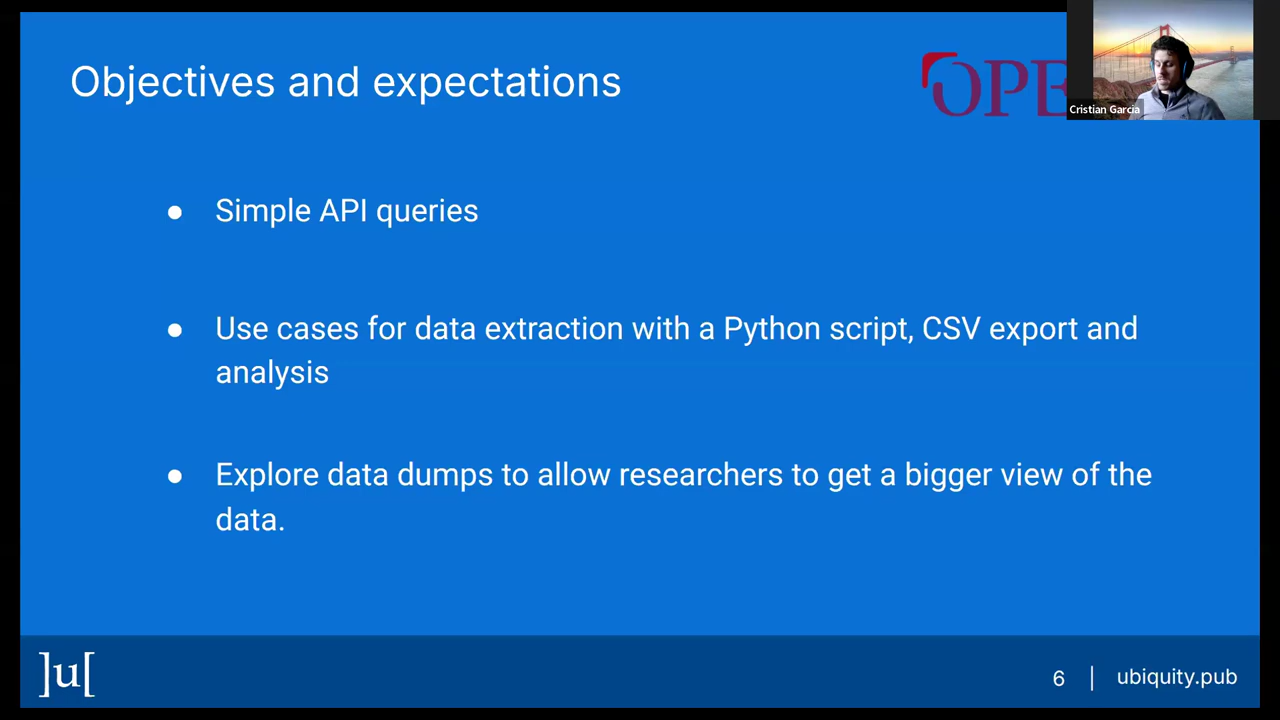 Objectives and expectations
OPE
Cristian Garcia
● Simple API queries
● Use cases for data extraction with a Python script, CSV export and
analysis
● Explore data dumps to allow researchers to get a bigger view of the
data.
]u[
6 | ubiquity.pub